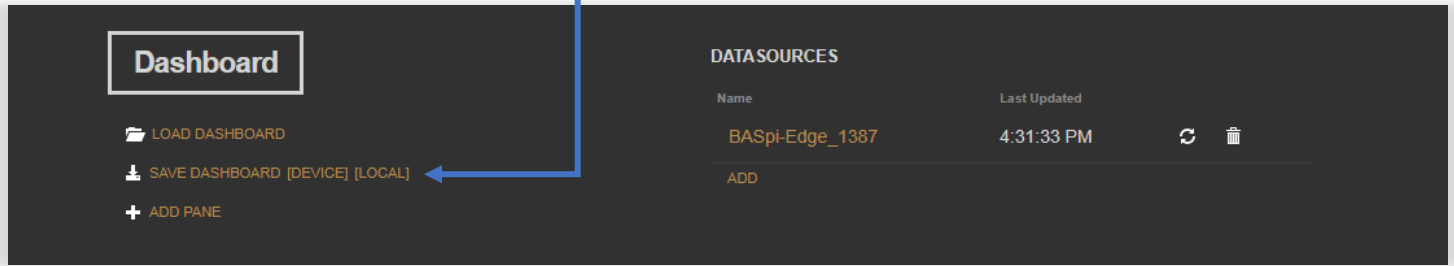 Dashboard
LOAD DASHBOARD
SAVE DASHBOARD [DEVICE] [LOCAL]
ADD PANE
DATASOURCES
Name Last Updated
BASpi-Edge_1387 4:31:33 PM
ADD